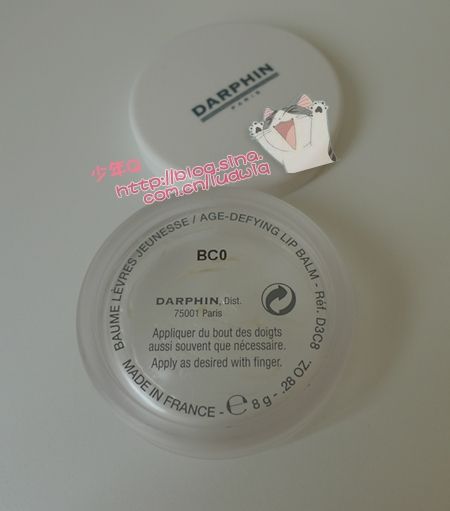 DARPHIN
PARIS
少年G
http://blog.sina.
com.cn/ludwiq
BAUME LÈVRES JEUNESSE / AGE-DEFYING LIP BALM - Réf. D3C8
BC0
DARPHIN, Dist.
75001 Paris
Appliquer du bout des doigts
aussi souvent que nécessaire.
Apply as desired with finger.
MADE IN FRANCE - ℮ 8 g - .28 OZ.